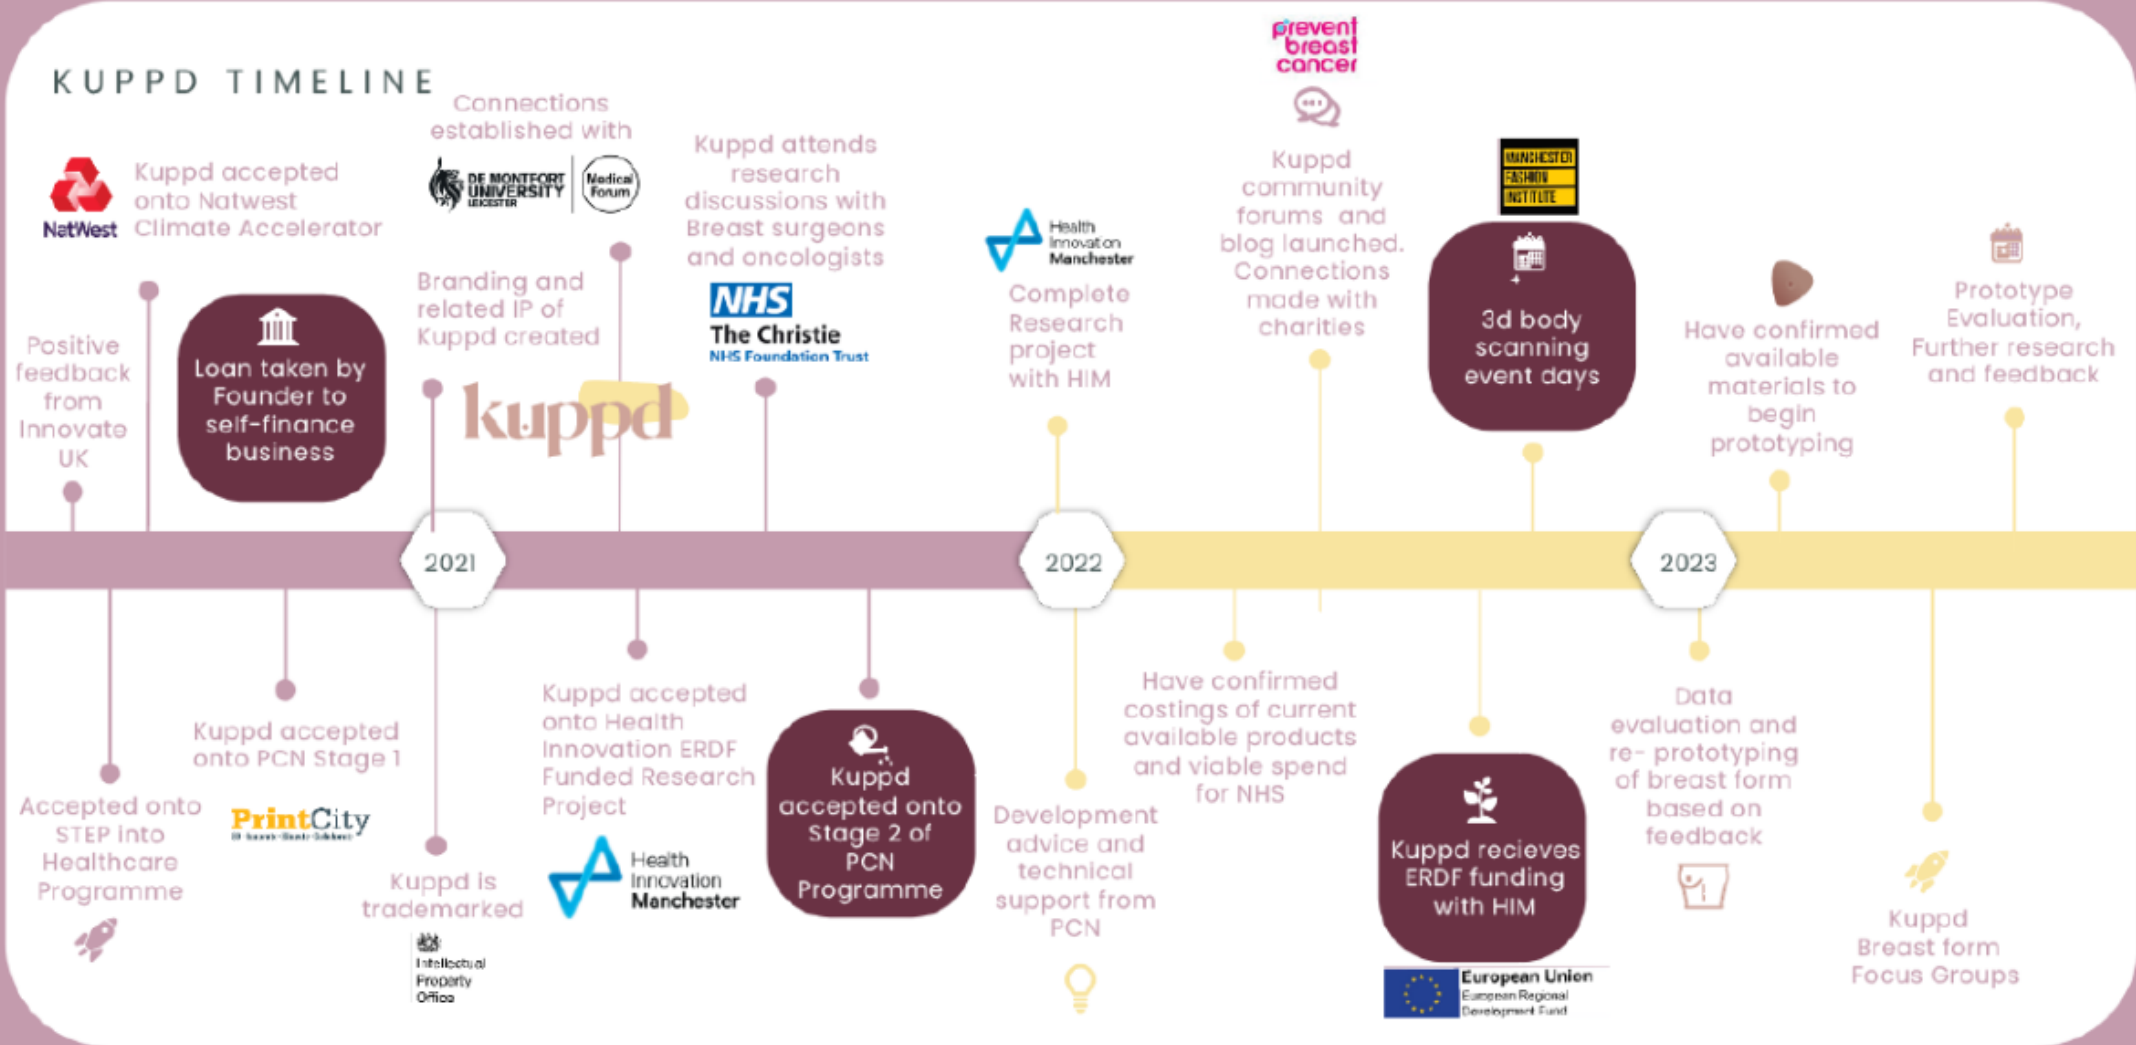 KUPPD TIMELINE
NatWest
Kuppd accepted
onto Natwest
Climate Accelerator
Connections
established with
DE MONTFORT
UNIVERSITY
LEICESTER
Medical
Forum
Kuppd attends
research
discussions with
Breast surgeons
and oncologists
NHS
The Christie
NHS Foundation Trust
Health
Innovation
Manchester
Complete
Research
project
with HIM
prevent
breast
cancer
Kuppd
community
forums and
blog launched.
Connections
made with
charities
MANCHESTER
FASHION
INSTITUTE
3d body
scanning
event days
Have confirmed
available
materials to
begin
prototyping
Prototype
Evaluation,
Further research
and feedback
Positive
feedback
from
Innovate
UK
Loan taken by
Founder to
self-finance
business
Branding and
related IP of
Kuppd created
kuppd
2021
2022
2023
Accepted onto
STEP into
Healthcare
Programme
Kuppd accepted
onto PCN Stage 1
PrintCity
Kuppd is
trademarked
Intellectual
Property
Office
Kuppd accepted
onto Health
Innovation ERDF
Funded Research
Project
Health
Innovation
Manchester
Kuppd
accepted onto
Stage 2 of
PCN
Programme
Development
advice and
technical
support from
PCN
Have confirmed
costings of current
available products
and viable spend
for NHS
Kuppd recieves
ERDF funding
with HIM
European Union
European Regional
Development Fund
Data
evaluation and
re- prototyping
of breast form
based on
feedback
Kuppd
Breast form
Focus Groups